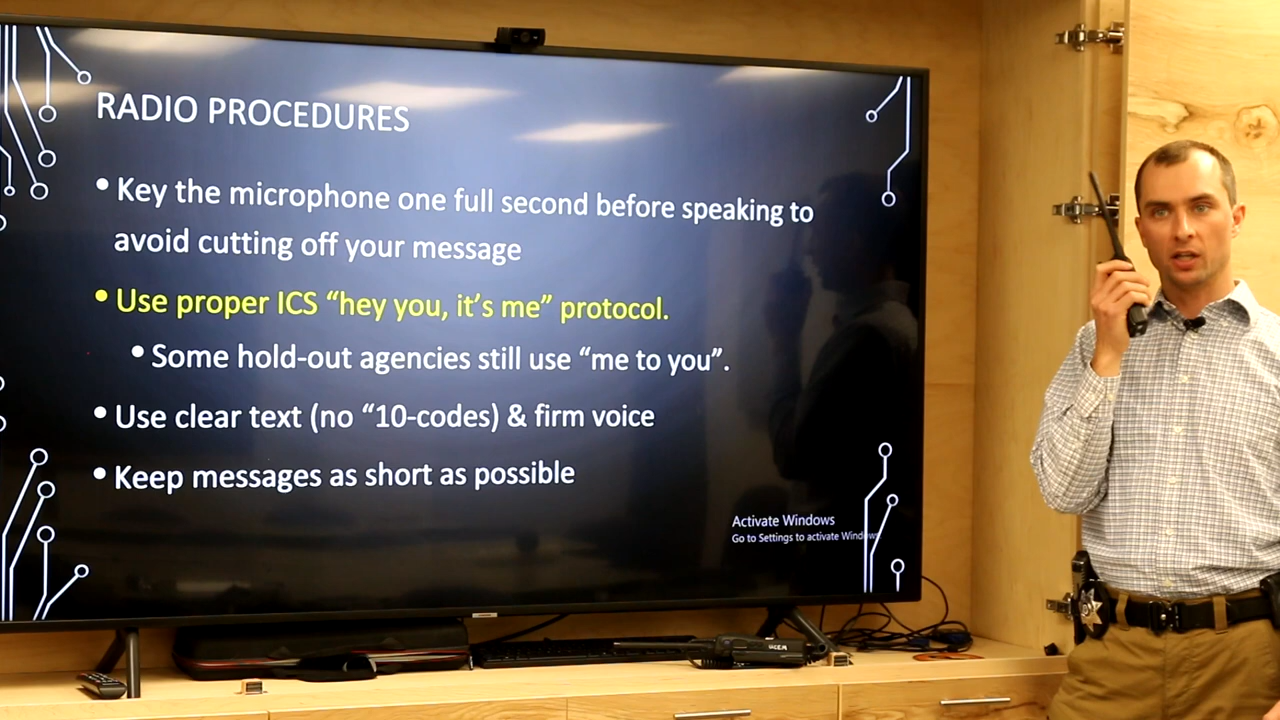 RADIO PROCEDURES
• Key the microphone one full second before speaking to
avoid cutting off your message
• Use proper ICS “hey you, it’s me” protocol.
• Some hold-out agencies still use “me to you”.
• Use clear text (no “10-codes) & firm voice
• Keep messages as short as possible
Activate Windows
Go to Settings to activate Windows
UCEM